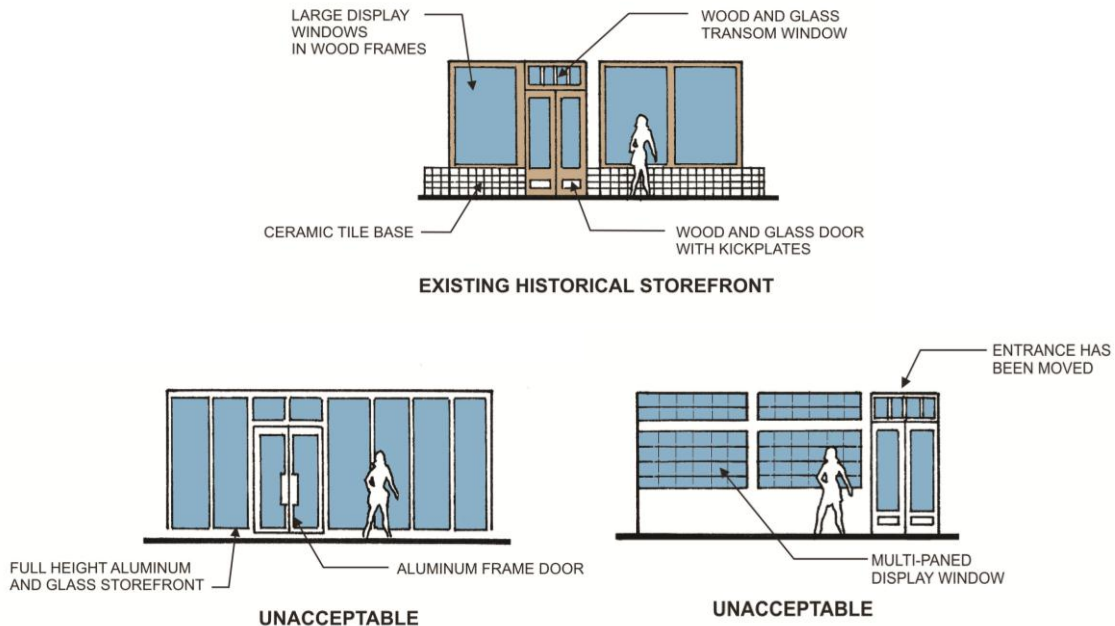 LARGE DISPLAY
WINDOWS
IN WOOD FRAMES
WOOD AND GLASS
TRANSOM WINDOW
CERAMIC TILE BASE
WOOD AND GLASS DOOR
WITH KICKPLATES
EXISTING HISTORICAL STOREFRONT
ENTRANCE HAS
BEEN MOVED
FULL HEIGHT ALUMINUM
AND GLASS STOREFRONT
ALUMINUM FRAME DOOR
UNACCEPTABLE
MULTI-PANED
DISPLAY WINDOW
UNACCEPTABLE